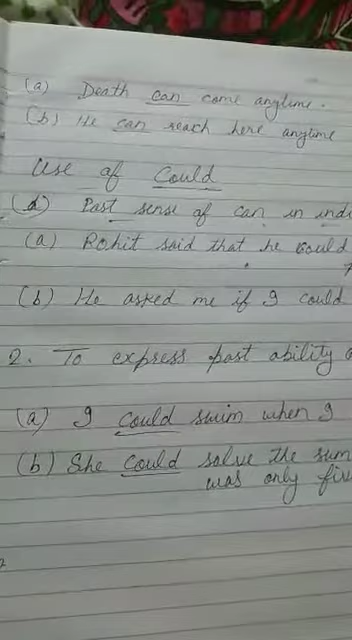 (a) Death can come anytime.
(b) He can reach here anytime
Use of Could
(1) Past sense of can in indi
(a) Rohit said that he could
(b) He asked me if I could
2. To express past ability
(a) I could swim when I
(b) She could solve the sum
was only fiv